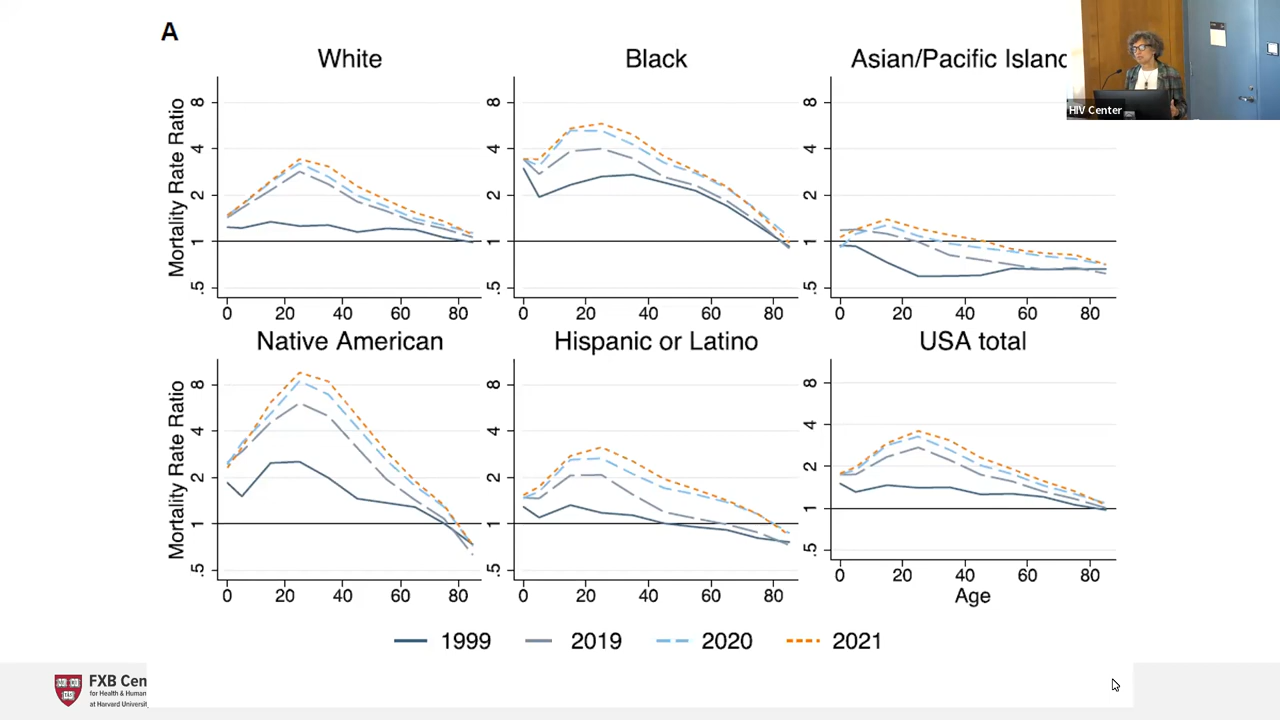 A
White
Black
Asian/Pacific Islanc
HIV Center
Mortality Rate Ratio
8
4
2
1
.5
0 20 40 60 80
8
4
2
1
.5
0 20 40 60 80
8
4
2
1
.5
0 20 40 60 80
Native American
Hispanic or Latino
USA total
Mortality Rate Ratio
8
4
2
1
.5
0 20 40 60 80
8
4
2
1
.5
0 20 40 60 80
8
4
2
1
.5
0 20 40 60 80
Age
1999 2019 2020 2021
FXB Cen
for Health & Human
at Harvard University